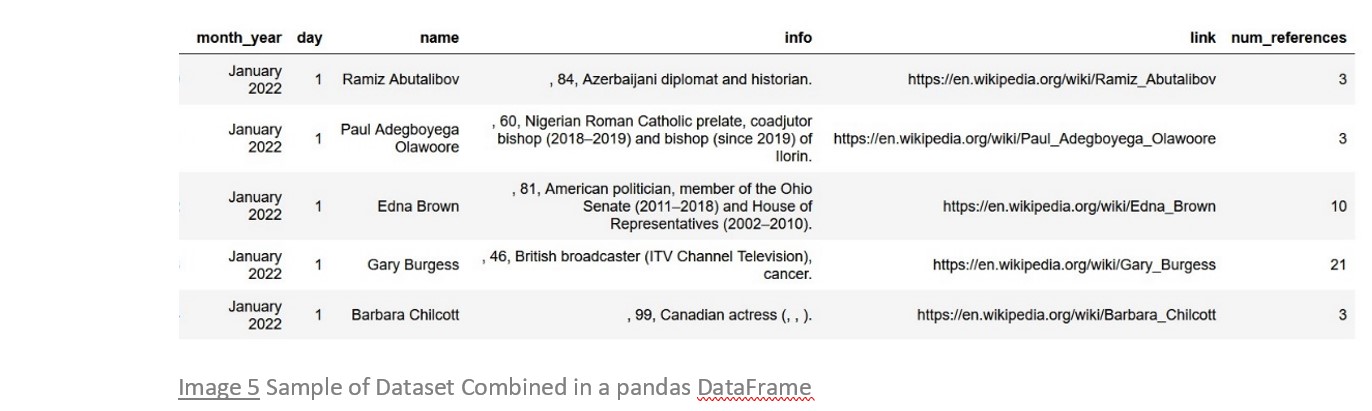 month_year day name info link num_references
January
2022 1 Ramiz Abutalibov , 84, Azerbaijani diplomat and historian. https://en.wikipedia.org/wiki/Ramiz_Abutalibov 3
January
2022 1 Paul Adegboyega
Olawoore , 60, Nigerian Roman Catholic prelate, coadjutor
bishop (2018–2019) and bishop (since 2019) of
Ilorin. https://en.wikipedia.org/wiki/Paul_Adegboyega_Olawoore 3
January
2022 1 Edna Brown , 81, American politician, member of the Ohio
Senate (2011–2018) and House of
Representatives (2002–2010). https://en.wikipedia.org/wiki/Edna_Brown 10
January
2022 1 Gary Burgess , 46, British broadcaster (ITV Channel Television),
cancer. https://en.wikipedia.org/wiki/Gary_Burgess 21
January
2022 1 Barbara Chilcott , 99, Canadian actress (, , ). https://en.wikipedia.org/wiki/Barbara_Chilcott 3
Image 5 Sample of Dataset Combined in a pandas DataFrame